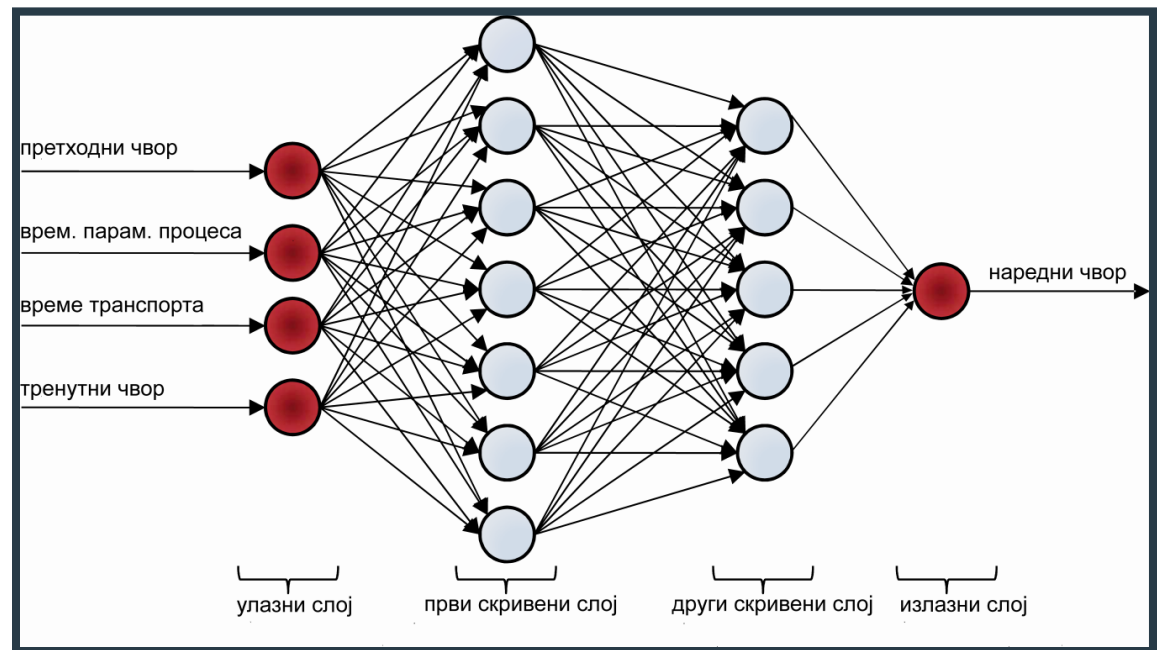 претходни чвор
врем. парам. процеса
време транспорта
тренутни чвор
наредни чвор
улазни слој
први скривени слој
други скривени слој
излазни слој